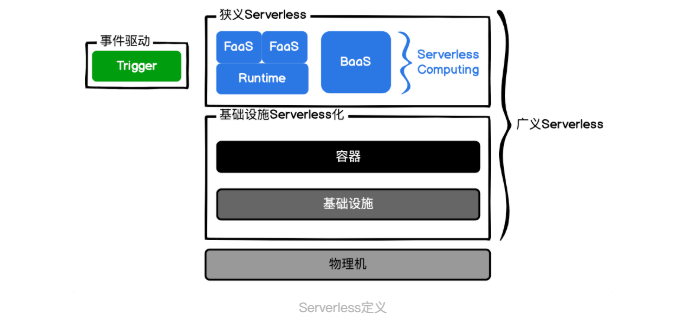 狭义Serverless
事件驱动
Trigger
FaaS
FaaS
Runtime
BaaS
Serverless
Computing
基础设施Serverless化
广义Serverless
容器
基础设施
物理机
Serverless定义